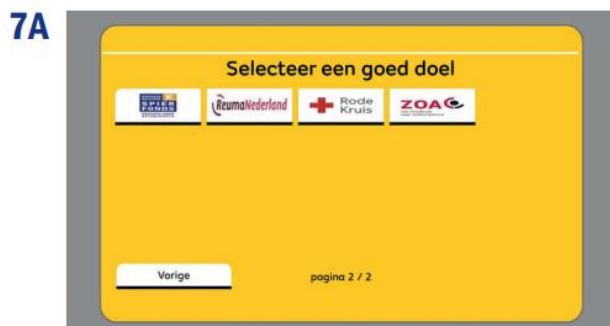 7A
Selecteer een goed doel
SPIER
FONDS
ReumaNederland
Rode
Kruis
ZOA
Vorige
pagina 2 / 2